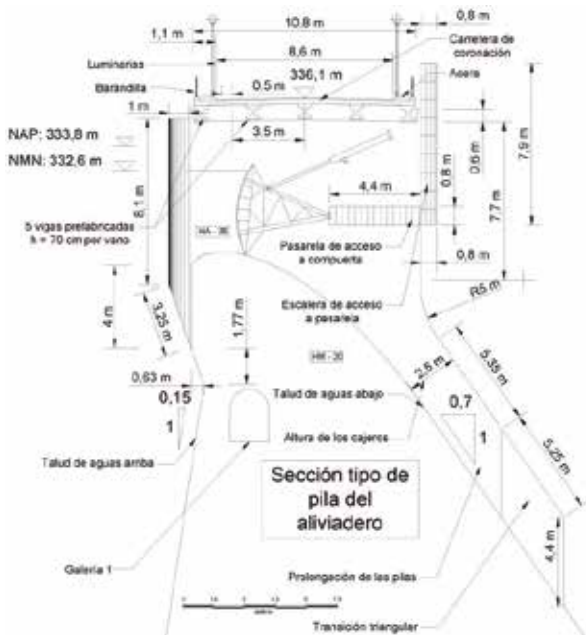 10.8 m
0,8 m
1,1 m
8,6 m
Carretera de
coronación
Luminarias
336,1 m
Acera
Barandilla
0.5 m
1 m
3.5 m
NAP: 333,8 m
NMN: 332,6 m
8,1 m
4,4 m
0.8 m
0.6 m
7.7 m
7,9 m
5 vigas prefabricadas
h = 70 cm por vano
Pasarela de acceso
a compuerta
0,8 m
Escalera de acceso
a pasarela
R5 m
4 m
3.25 m
1,77 m
HM - 20
2,5 m
5.35 m
0,63 m
0,15
1
Talud de aguas abajo
0,7
1
Altura de los cajeros
5.25 m
Talud de aguas arriba
Sección tipo de
pila del
aliviadero
4.4 m
Galería 1
Prolongación de las pilas
Transición triangular